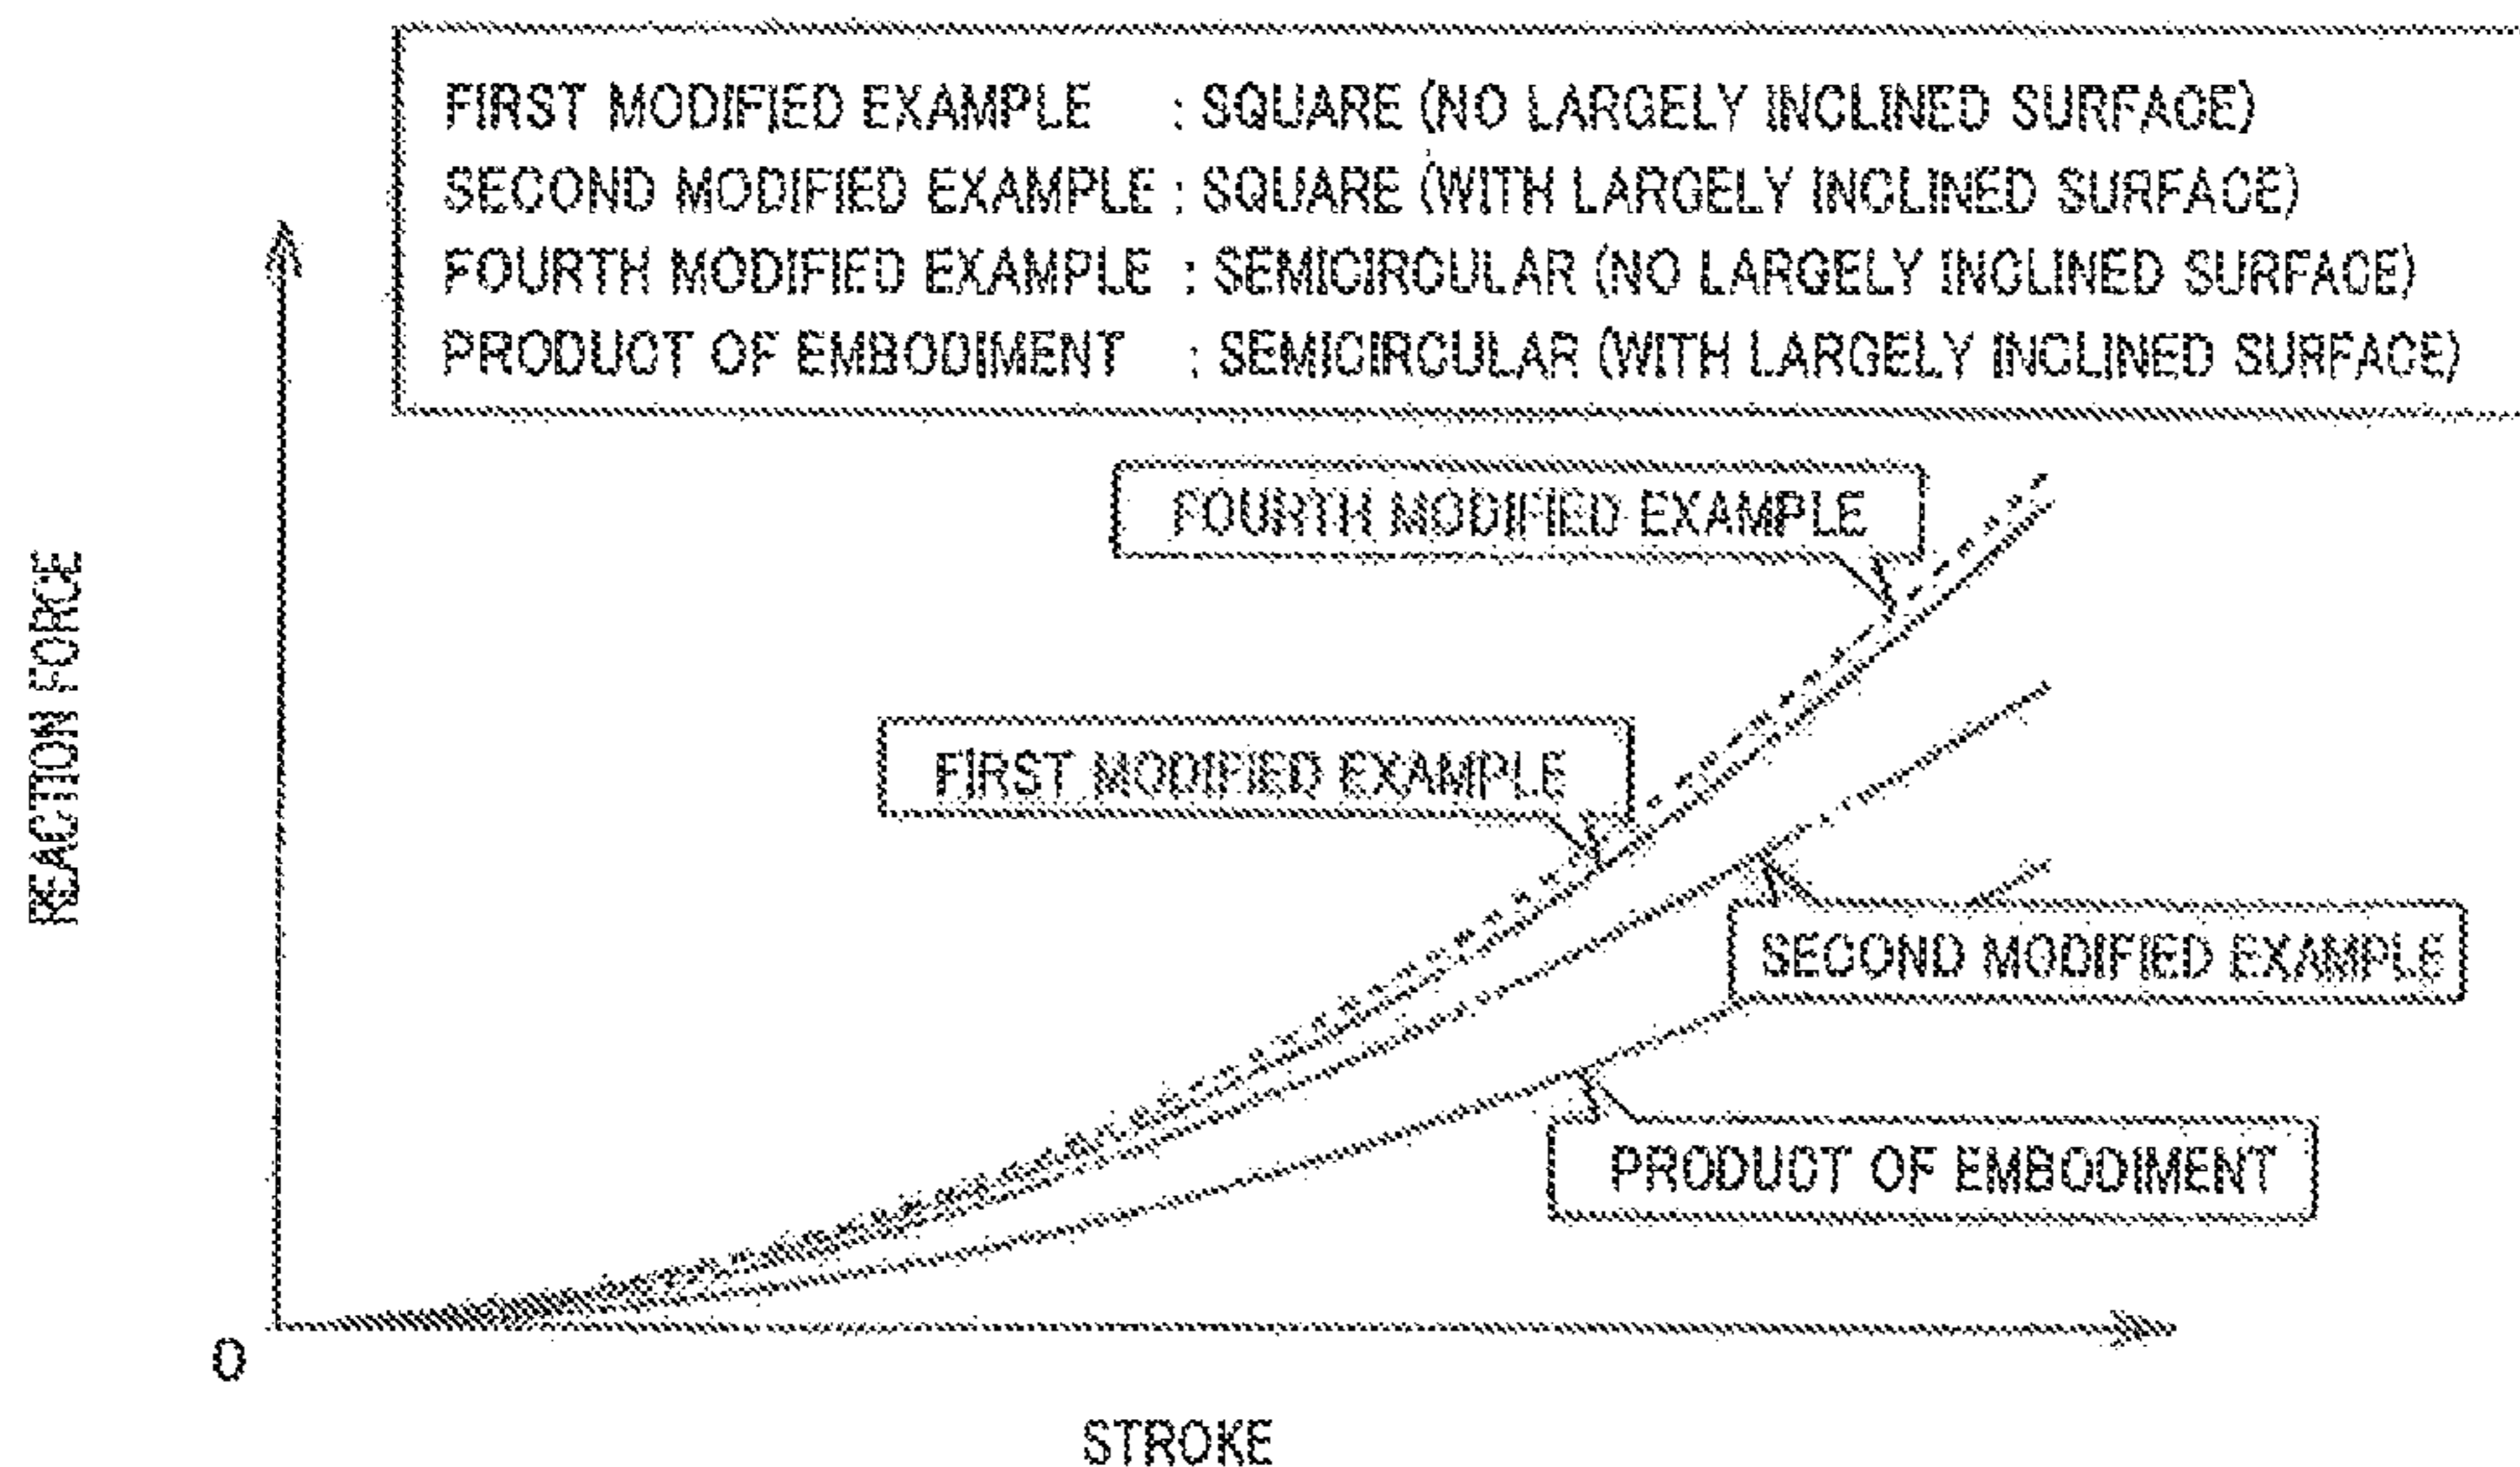 FIRST MODIFIED EXAMPLE : SQUARE (NO LARGELY INCLINED SURFACE)
SECOND MODIFIED EXAMPLE : SQUARE (WITH LARGELY INCLINED SURFACE)
FOURTH MODIFIED EXAMPLE : SEMICIRCULAR (NO LARGELY INCLINED SURFACE)
PRODUCT OF EMBODIMENT : SEMICIRCULAR (WITH LARGELY INCLINED SURFACE)
FOURTH MODIFIED EXAMPLE
REACTION FORCE
FIRST MODIFIED EXAMPLE
SECOND MODIFIED EXAMPLE
PRODUCT OF EMBODIMENT
0
STROKE